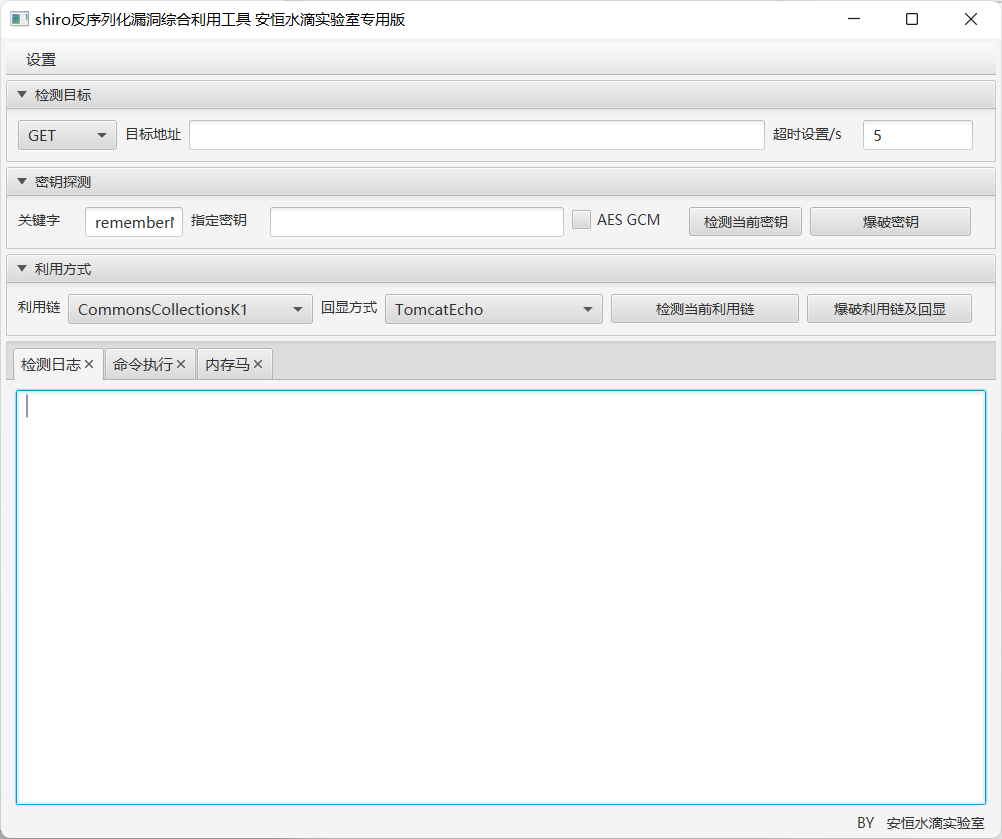 shiro反序列化漏洞综合利用工具 安恒水滴实验室专用版
设置
检测目标
GET 目标地址 超时设置/s 5
密钥探测
关键字 remember 指定密钥 AES GCM 检测当前密钥 爆破密钥
利用方式
利用链 CommonsCollectionsK1 回显方式 TomcatEcho 检测当前利用链 爆破利用链及回显
检测日志 命令执行 内存马
BY 安恒水滴实验室